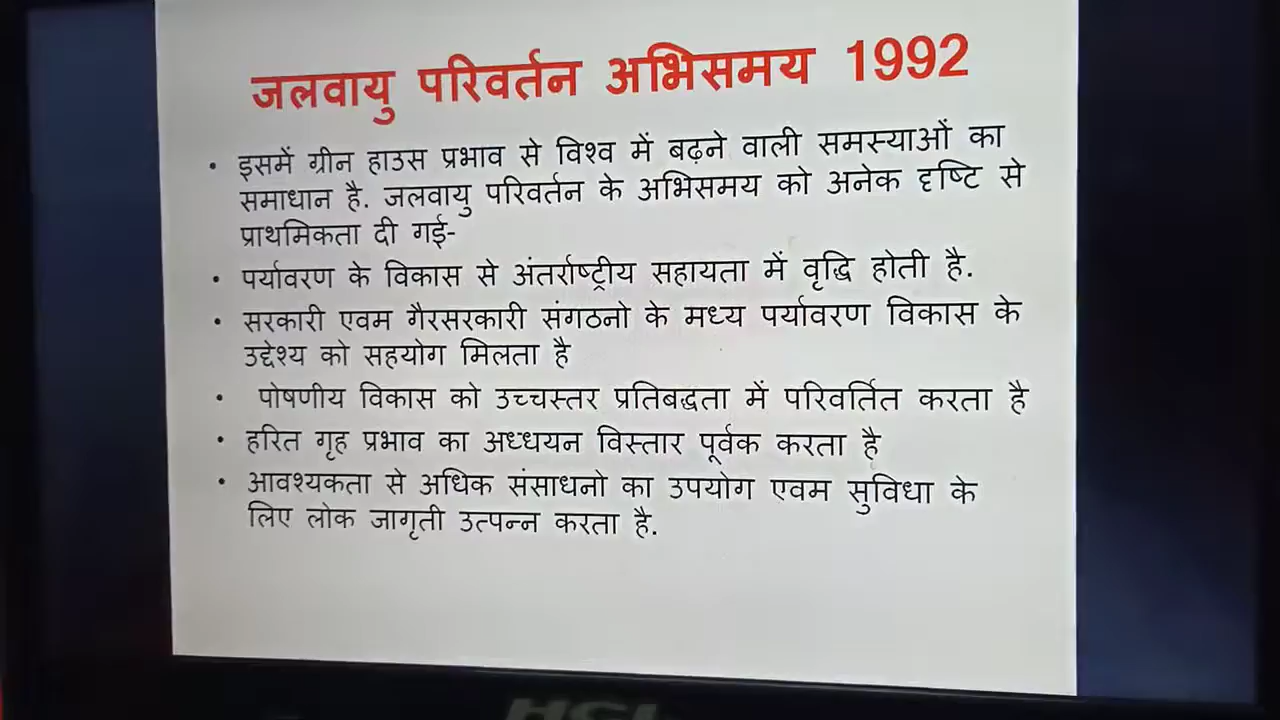 जलवायु परिवर्तन अभिसमय 1992
• इसमें ग्रीन हाउस प्रभाव से विश्व में बढ़ने वाली समस्याओं का
समाधान है. जलवायु परिवर्तन के अभिसमय को अनेक दृष्टि से
प्राथमिकता दी गई-
• पर्यावरण के विकास से अंतर्राष्ट्रीय सहायता में वृद्धि होती है.
• सरकारी एवम गैरसरकारी संगठनो के मध्य पर्यावरण विकास के
उद्देश्य को सहयोग मिलता है
• पोषणीय विकास को उच्चस्तर प्रतिबद्धता में परिवर्तित करता है
• हरित गृह प्रभाव का अध्ययन विस्तार पूर्वक करता है
• आवश्यकता से अधिक संसाधनो का उपयोग एवम सुविधा के
लिए लोक जागृती उत्पन्न करता है.